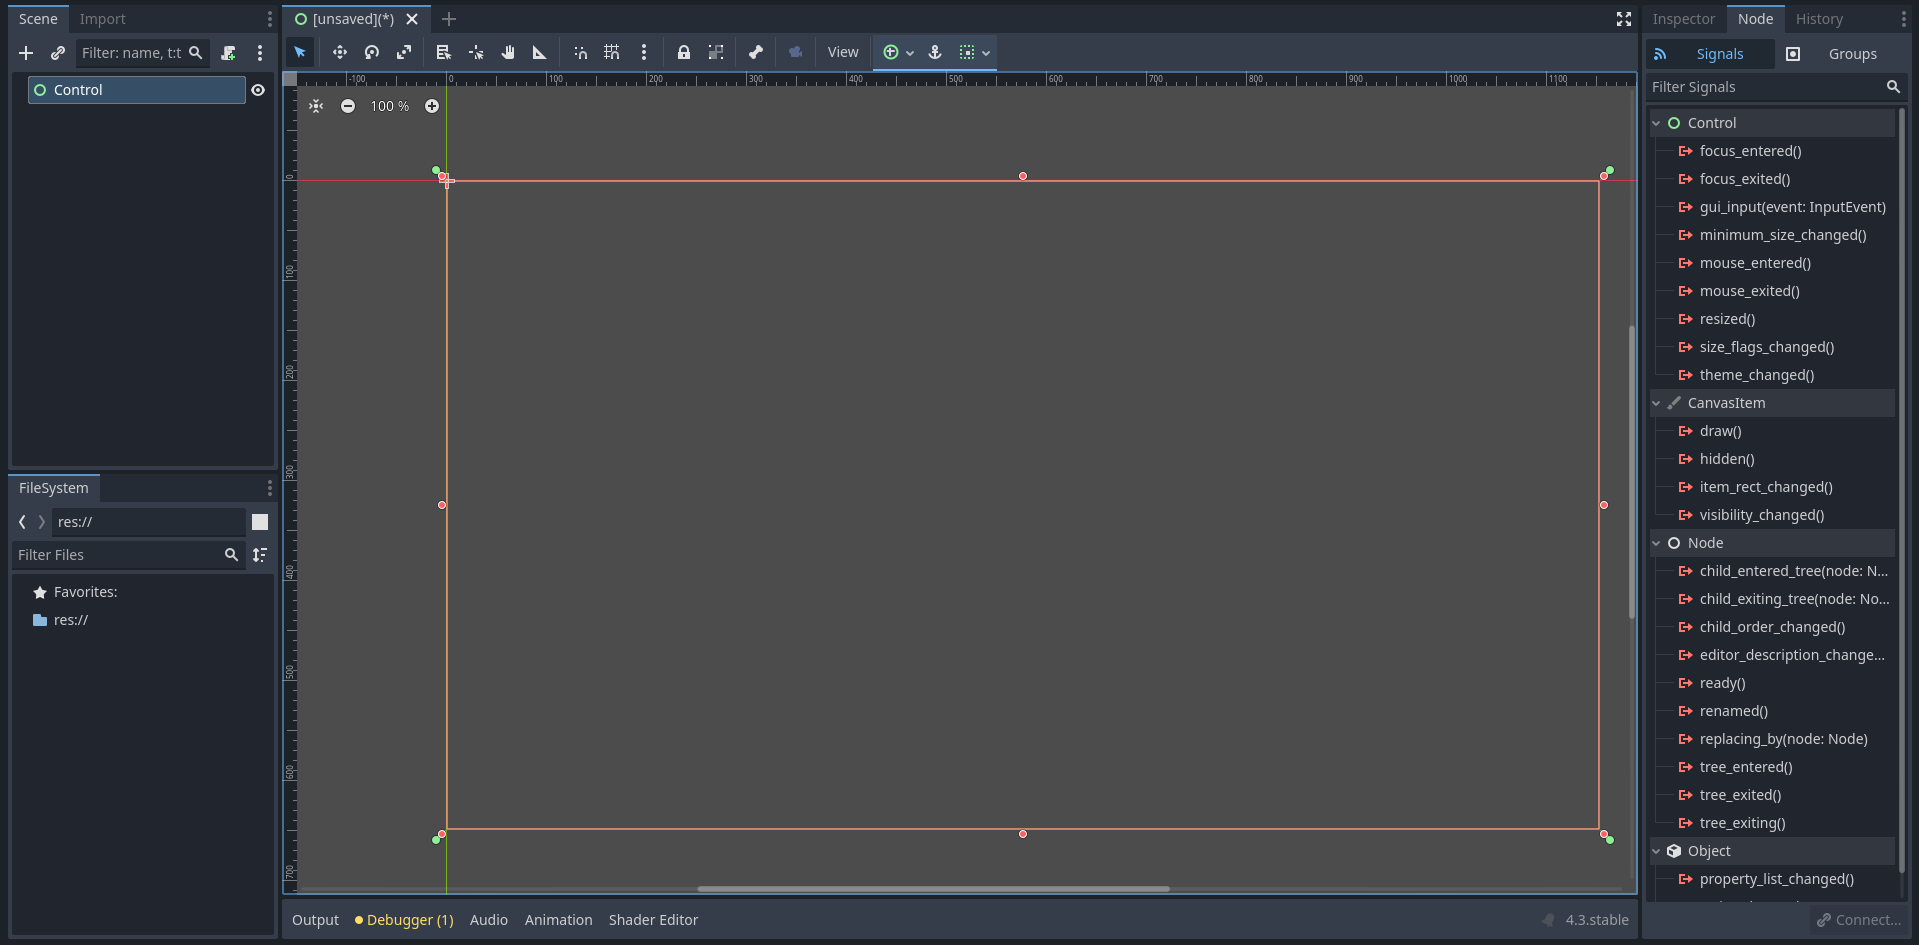 Scene Import
Filter: name, t:t
Control
FileSystem
res://
Filter Files
Favorites:
res://
[unsaved](*)
View
-100 0 100 200 300 400 500 600 700 800 900 1000 1100
100 %
0
100
200
300
400
500
600
700
Output Debugger (1) Audio Animation Shader Editor
4.3.stable
Inspector Node History
Signals Groups
Filter Signals
Control
focus_entered()
focus_exited()
gui_input(event: InputEvent)
minimum_size_changed()
mouse_entered()
mouse_exited()
resized()
size_flags_changed()
theme_changed()
CanvasItem
draw()
hidden()
item_rect_changed()
visibility_changed()
Node
child_entered_tree(node: N...
child_exiting_tree(node: No...
child_order_changed()
editor_description_change...
ready()
renamed()
replacing_by(node: Node)
tree_entered()
tree_exited()
tree_exiting()
Object
property_list_changed()
Connect...